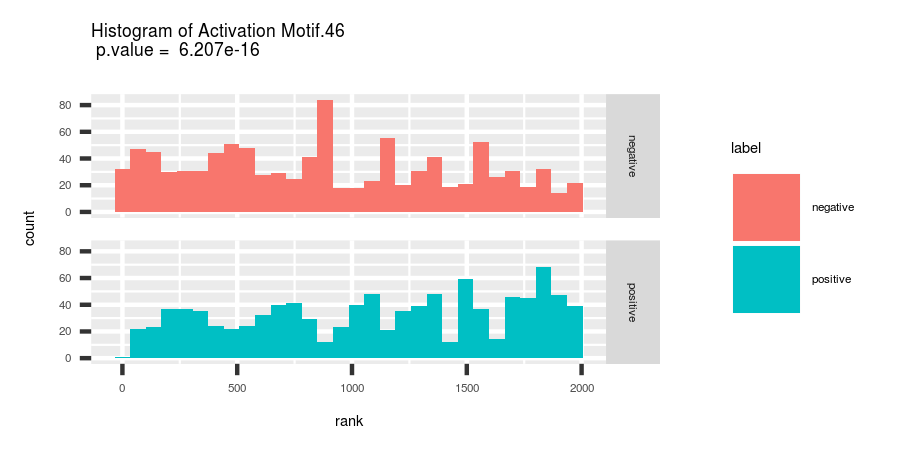 Histogram of Activation Motif.46
p.value =  6.207e-16
count
80
60
40
20
0
negative
80
60
40
20
0
positive
0
500
1000
1500
2000
rank
label
negative
positive